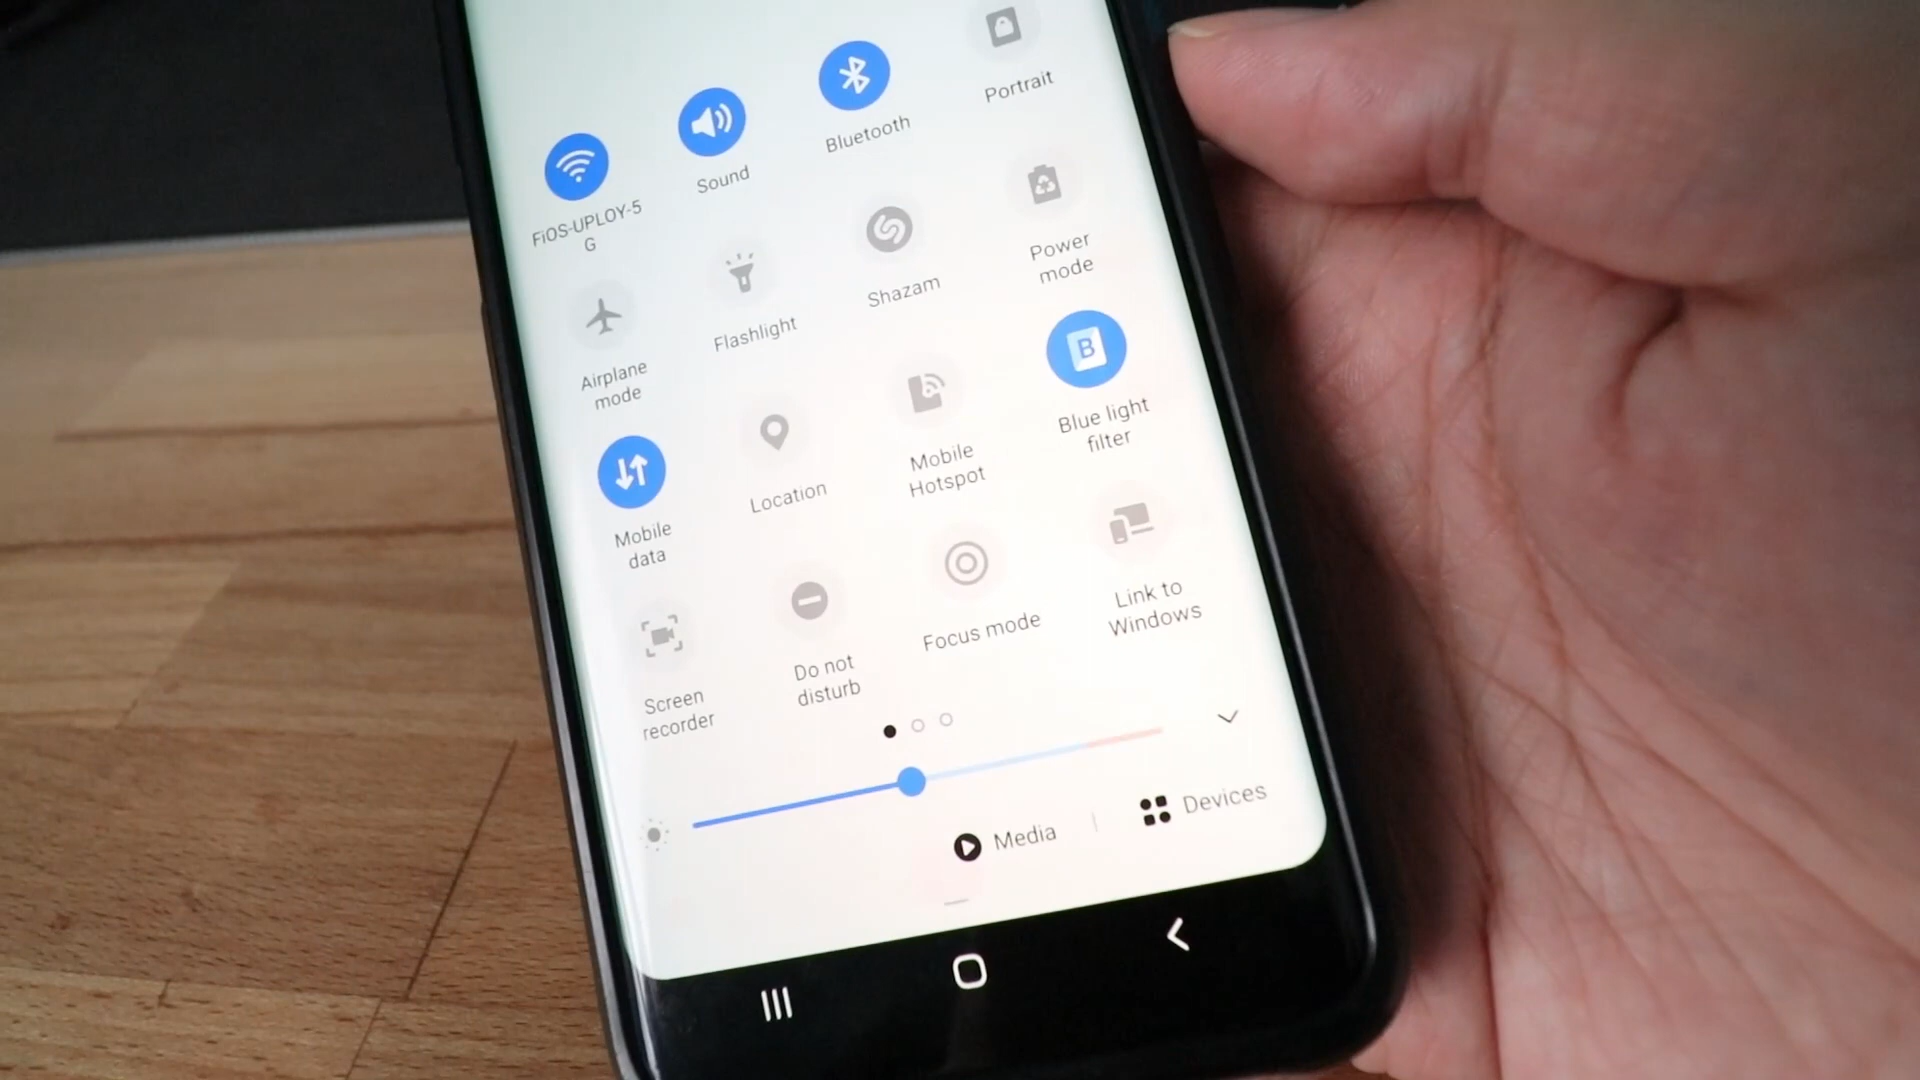 FiOS-UPLOY-5
G
Sound
Bluetooth
Portrait
Airplane
mode
Flashlight
Shazam
Power
mode
Mobile
data
Location
Mobile
Hotspot
B
Blue light
filter
Screen
recorder
Do not
disturb
Focus mode
Link to
Windows
Media
Devices